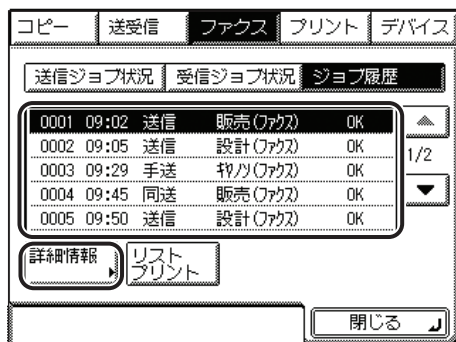 コピー 送受信 ファクス プリント デバイス
送信ジョブ状況 受信ジョブ状況 ジョブ履歴
0001 09:02 送信 販売(ファクス) OK
0002 09:05 送信 設計(ファクス) OK
0003 09:29 手送 キヤノン(ファクス) OK
0004 09:45 同送 販売(ファクス) OK
0005 09:50 送信 設計(ファクス) OK
1/2
詳細情報 リスト
プリント
閉じる